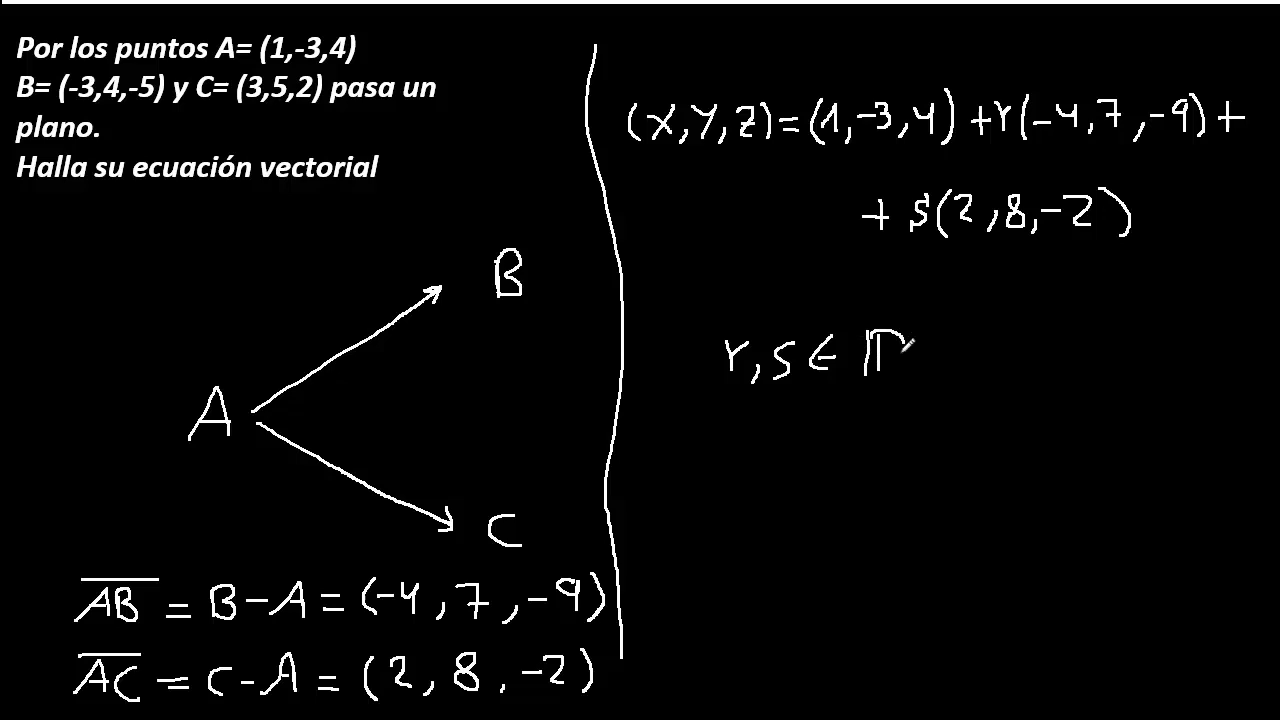 Por los puntos A= (1,-3,4)
B= (-3,4,-5) y C= (3,5,2) pasa un
plano.
Halla su ecuación vectorial
B
A
C
AB = B-A = (-4,7,-9)
AC = C-A = (2,8,-2)
(X,Y,Z)=(1,-3,4)+r(-4,7,-9)+
+ S(2,8,-2)
r,s∈